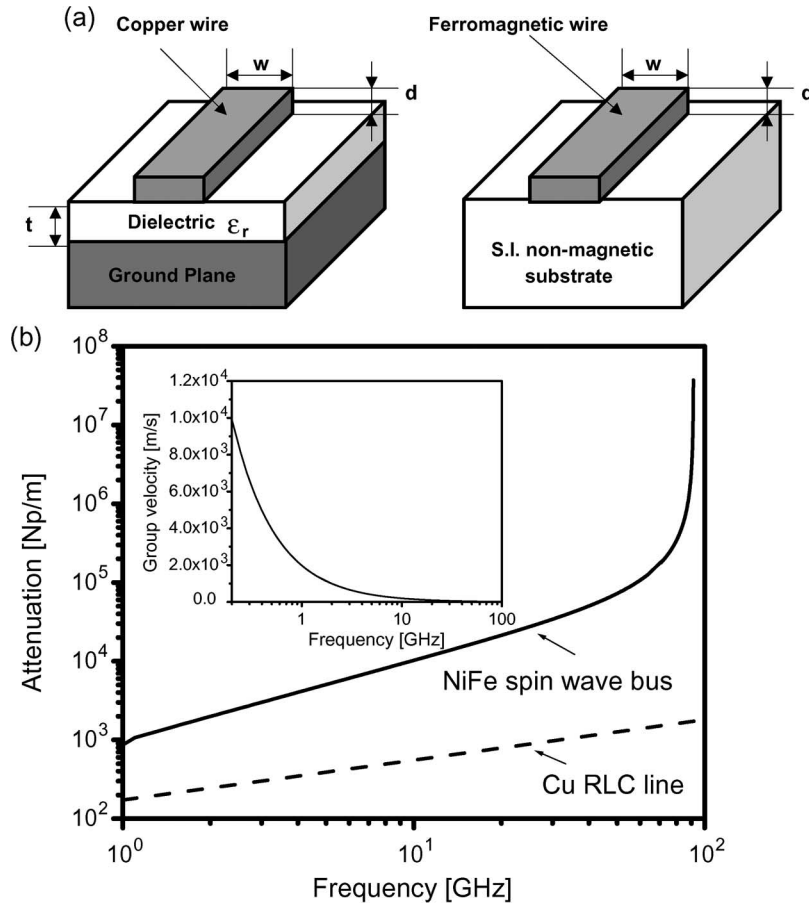 (a)
Copper wire
w
d
t
Dielectric εr
Ground Plane
Ferromagnetic wire
w
S.I. non-magnetic
substrate
(b)
10^8
10^7
10^6
10^5
10^4
10^3
10^2
Attenuation [Np/m]
1.2x10^4
1.0x10^4
8.0x10^3
6.0x10^3
4.0x10^3
2.0x10^3
0.0
Group velocity [m/s]
1 10 100
Frequency [GHz]
NiFe spin wave bus
Cu RLC line
10^0 10^1 10^2
Frequency [GHz]